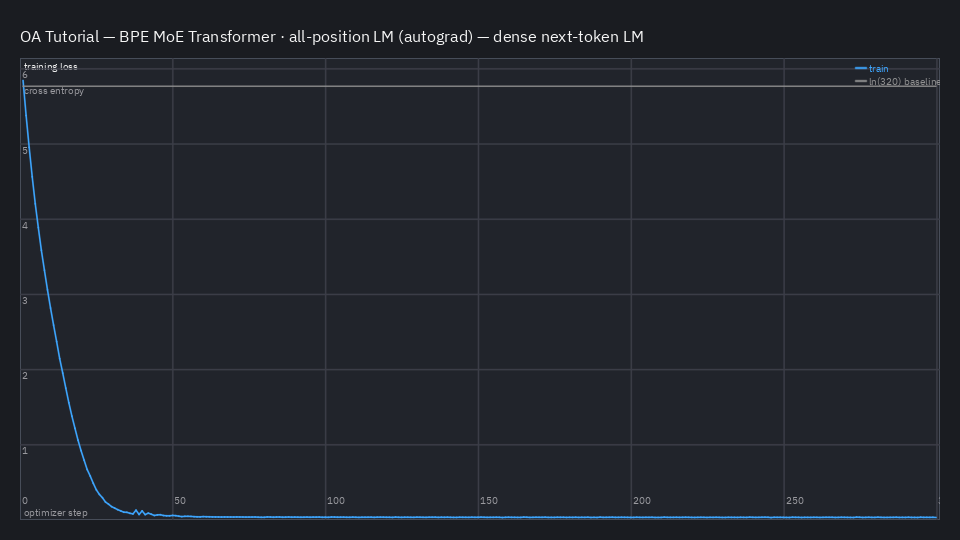 OA Tutorial — BPE MoE Transformer · all-position LM (autograd) — dense next-token LM
training loss
train
6
ln(320) baseline
cross entropy
5
4
3
2
1
0 50 100 150 200 250
optimizer step